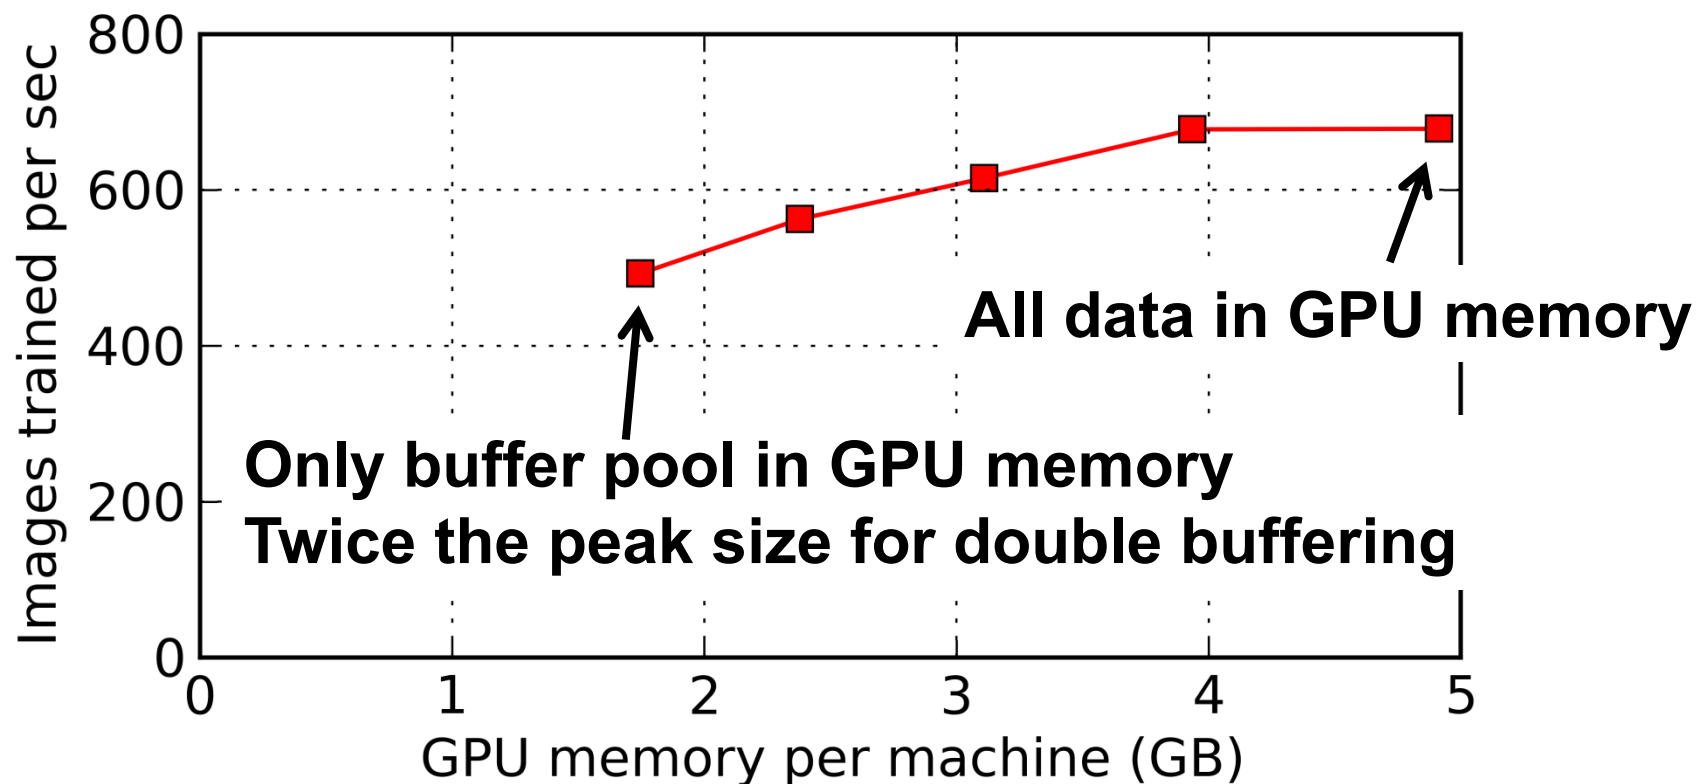 Images trained per sec
800
600
400
200
0
All data in GPU memory
Only buffer pool in GPU memory
Twice the peak size for double buffering
0 1 2 3 4 5
GPU memory per machine (GB)